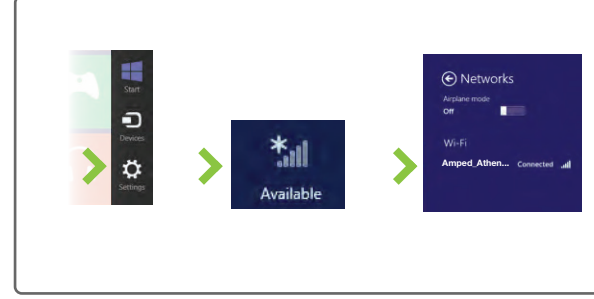 Start
Devices
Settings
Available
Networks
Airplane mode
Off
Wi-Fi
Amped_Athen... Connected